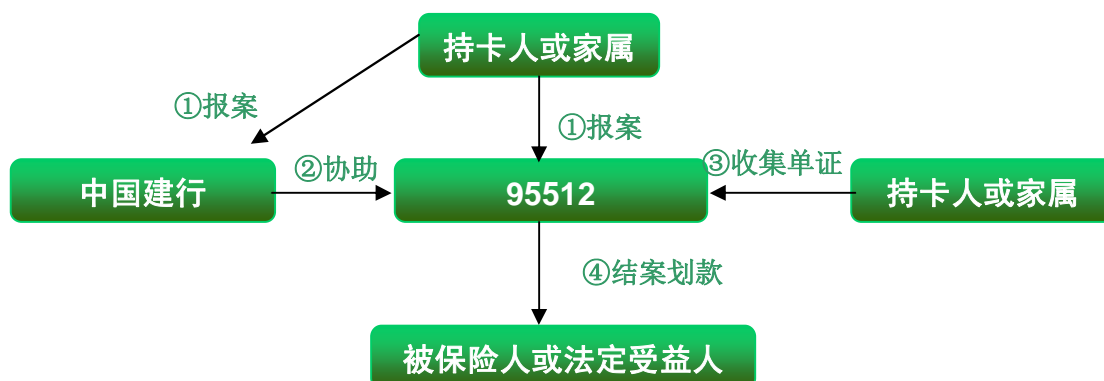 持卡人或家属
①报案
①报案
中国建行
②协助
95512
③收集单证
持卡人或家属
④结案划款
被保险人或法定受益人